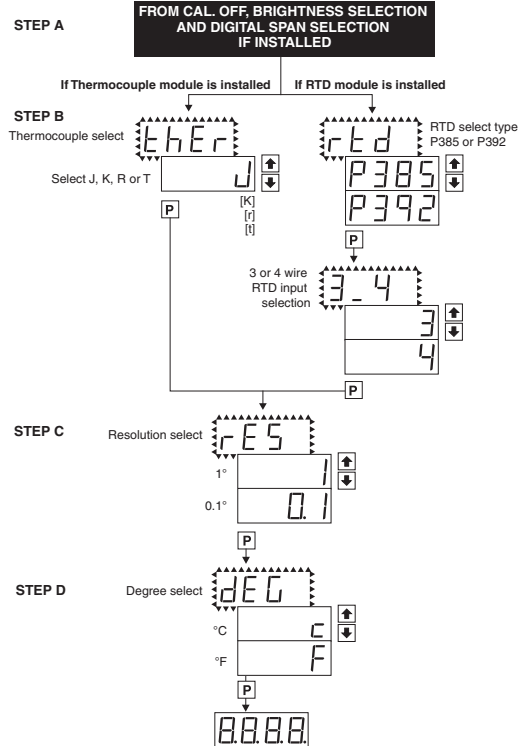 STEP A
FROM CAL. OFF, BRIGHTNESS SELECTION
AND DIGITAL SPAN SELECTION
IF INSTALLED
If Thermocouple module is installed
If RTD module is installed
STEP B
Thermocouple select
thEr
rtd
RTD select type
P385 or P392
Select J, K, R or T
J
P385
[K]
[r]
[t]
P
P392
P
3 or 4 wire
RTD input
selection
3_4
3
4
P
STEP C
Resolution select
rES
1°
1
0.1°
0.1
P
STEP D
Degree select
dEG
°C
c
°F
F
P
8.8.8.8.